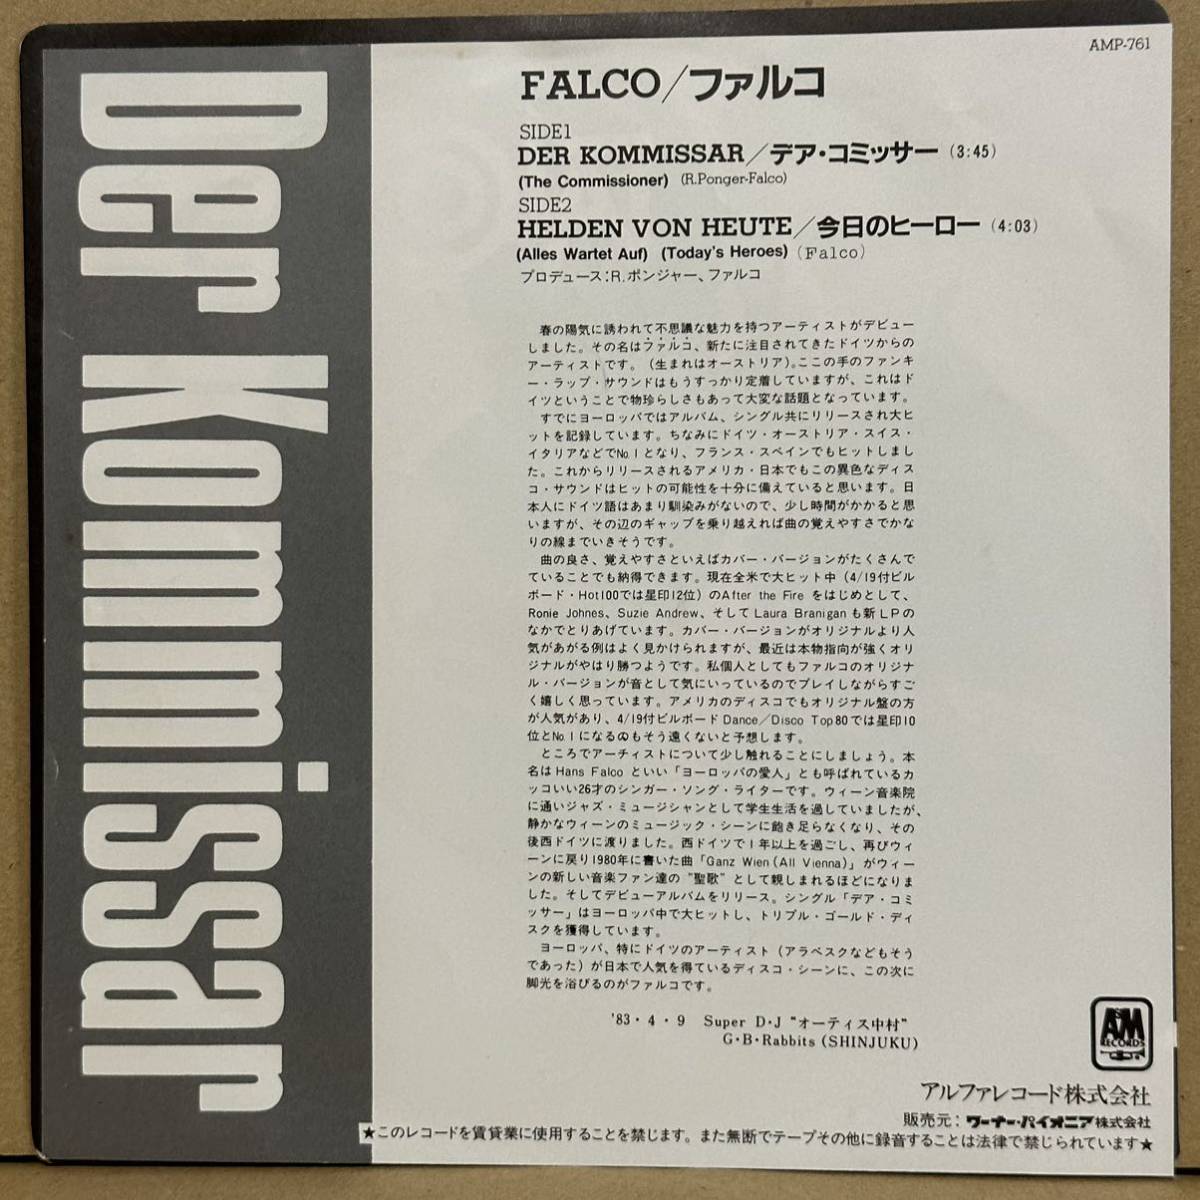 Der Kommissar
AMP-761
FALCO/ファルコ
SIDE1
DER KOMMISSAR/デア・コミッサー (3:45)
(The Commissioner) (R.Ponger-Falco)
SIDE2
HELDEN VON HEUTE/今日のヒーロー (4:03)
(Alles Wartet Auf) (Today's Heroes) (Falco)
プロデュース:R.ポンジャー、ファルコ
春の陽気に誘われて不思議な魅力を持つアーティストがデビュー
しました。その名はファルコ、新たに注目されてきたドイツからの
アーティストです。(生まれはオーストリア)。ここの手のファンキ
ー・ラップ・サウンドはもうすっかり定着していますが、これはド
イツということで物珍らしさもあって大変な話題となっています。
すでにヨーロッパではアルバム、シングル共にリリースされ大ヒ
ットを記録しています。ちなみにドイツ・オーストリア・スイス・
イタリアなどでNo.1となり、フランス・スペインでもヒットしまし
た。これからリリースされるアメリカ・日本でもこの異色なディス
コ・サウンドはヒットの可能性を十分に備えていると思います。日
本人にドイツ語はあまり馴染みがないので、少し時間がかかると思
いますが、その辺のギャップを乗り越えれば曲の覚えやすさでかな
りの線までいきそうです。
曲の良さ、覚えやすさといえばカバー・バージョンがたくさんで
ていることでも納得できます。現在全米で大ヒット中(4/19付ビル
ボード・Hot100では星印12位)のAfter the Fire をはじめとして、
Ronie Johnes、Suzie Andrew、そして Laura Branigan も新LPの
なかでとりあげています。カバー・バージョンがオリジナルより人
気があがる例はよく見かけられますが、最近は本物指向が強くオリ
ジナルがやはり勝つようです。私個人としてもファルコのオリジナ
ル・バージョンが音として気にいっているのでプレイしながらすご
く嬉しく思っています。アメリカのディスコでもオリジナル盤の方
が人気があり、4/19付ビルボード Dance/Disco Top80では星印10
位とNo.1になるのもそう遠くないと予想します。
ところでアーチィストについて少し触れることにしましょう。本
名は Hans Falco といい「ヨーロッパの愛人」とも呼ばれているカ
ッコいい26才のシンガー・ソング・ライターです。ウィーン音楽院
に通いジャズ・ミュージシャンとして学生生活を過していましたが、
静かなウィーンのミュージック・シーンに飽き足らなくなり、その
後西ドイツに渡りました。西ドイツで1年以上を過ごし、再びウィ
ーンに戻り1980年に書いた曲「Ganz Wien (All Vienna)」がウィー
ンの新しい音楽ファン達の"聖歌"として親しまれるほどになりま
した。そしてデビューアルバムをリリース。シングル「デア・コミ
ッサー」はヨーロッパ中で大ヒットし、トリプル・ゴールド・ディ
スクを獲得しています。
ヨーロッパ、特にドイツのアーティスト(アラベスクなどもそう
であった)が日本で人気を得ているディスコ・シーンに、この次に
脚光を浴びるのがファルコです。
'83・4・9 Super D・J "オーティス中村"
G・B・Rabbits (SHINJUKU)
A&M
RECORDS
アルファレコード株式会社
販売元:ワーナー・パイオニア株式会社
★このレコードを賃貸業に使用することを禁じます。また無断でテープその他に録音することは法律で禁じられています★